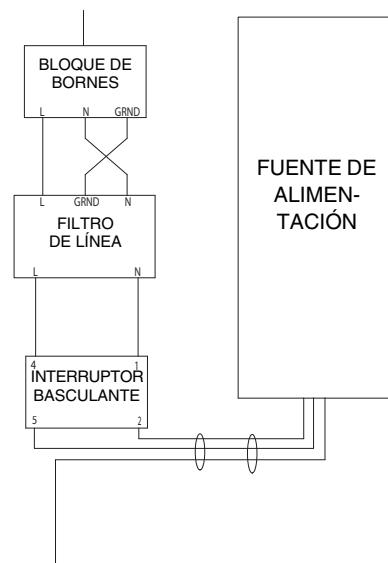 BLOQUE DE
BORNES
L N GRND
L GRND N
FILTRO
DE LÍNEA
L N
4 1
INTERRUPTOR
BASCULANTE
5 2
FUENTE DE
ALIMEN-
TACIÓN